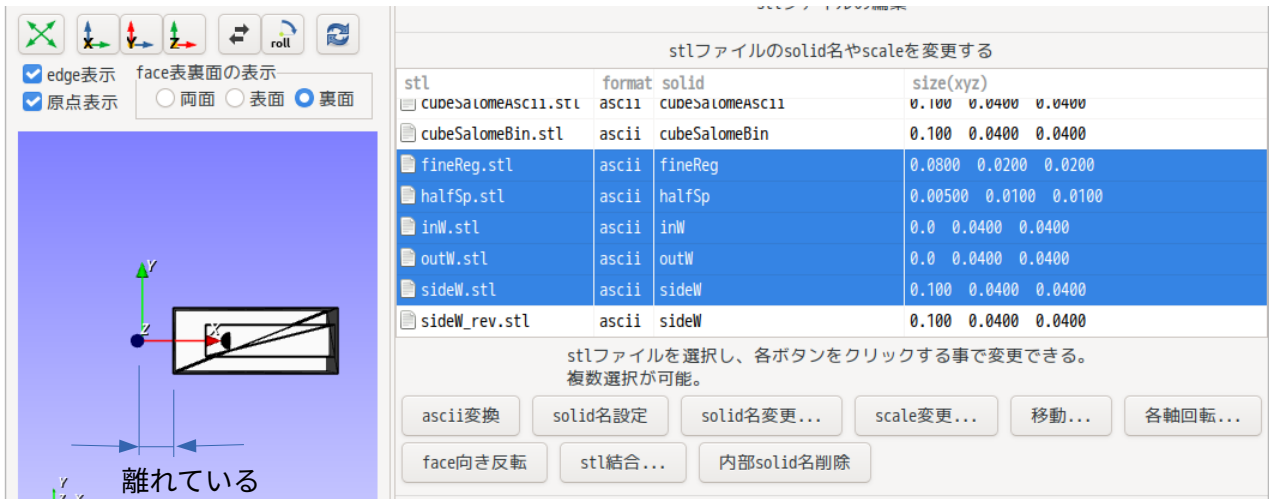 stlファイルのsolid名やscaleを変更する
X
Y
Z
roll
edge表示
face表裏面の表示
原点表示
両面
表面
裏面
stl format solid size(xyz)
cubeSalomeAscii.stl ascii cubeSalomeAscii 0.100 0.0400 0.0400
cubeSalomeBin.stl ascii cubeSalomeBin 0.100 0.0400 0.0400
fineReg.stl ascii fineReg 0.0800 0.0200 0.0200
halfSp.stl ascii halfSp 0.00500 0.0100 0.0100
inW.stl ascii inW 0.0 0.0400 0.0400
outW.stl ascii outW 0.0 0.0400 0.0400
sideW.stl ascii sideW 0.100 0.0400 0.0400
sideW_rev.stl ascii sideW 0.100 0.0400 0.0400
Y
Z
X
離れている
Y
Z X
stlファイルを選択し、各ボタンをクリックする事で変更できる。
複数選択が可能。
ascii変換
solid名設定
solid名変更...
scale変更...
移動...
各軸回転...
face向き反転
stl結合...
内部solid名削除